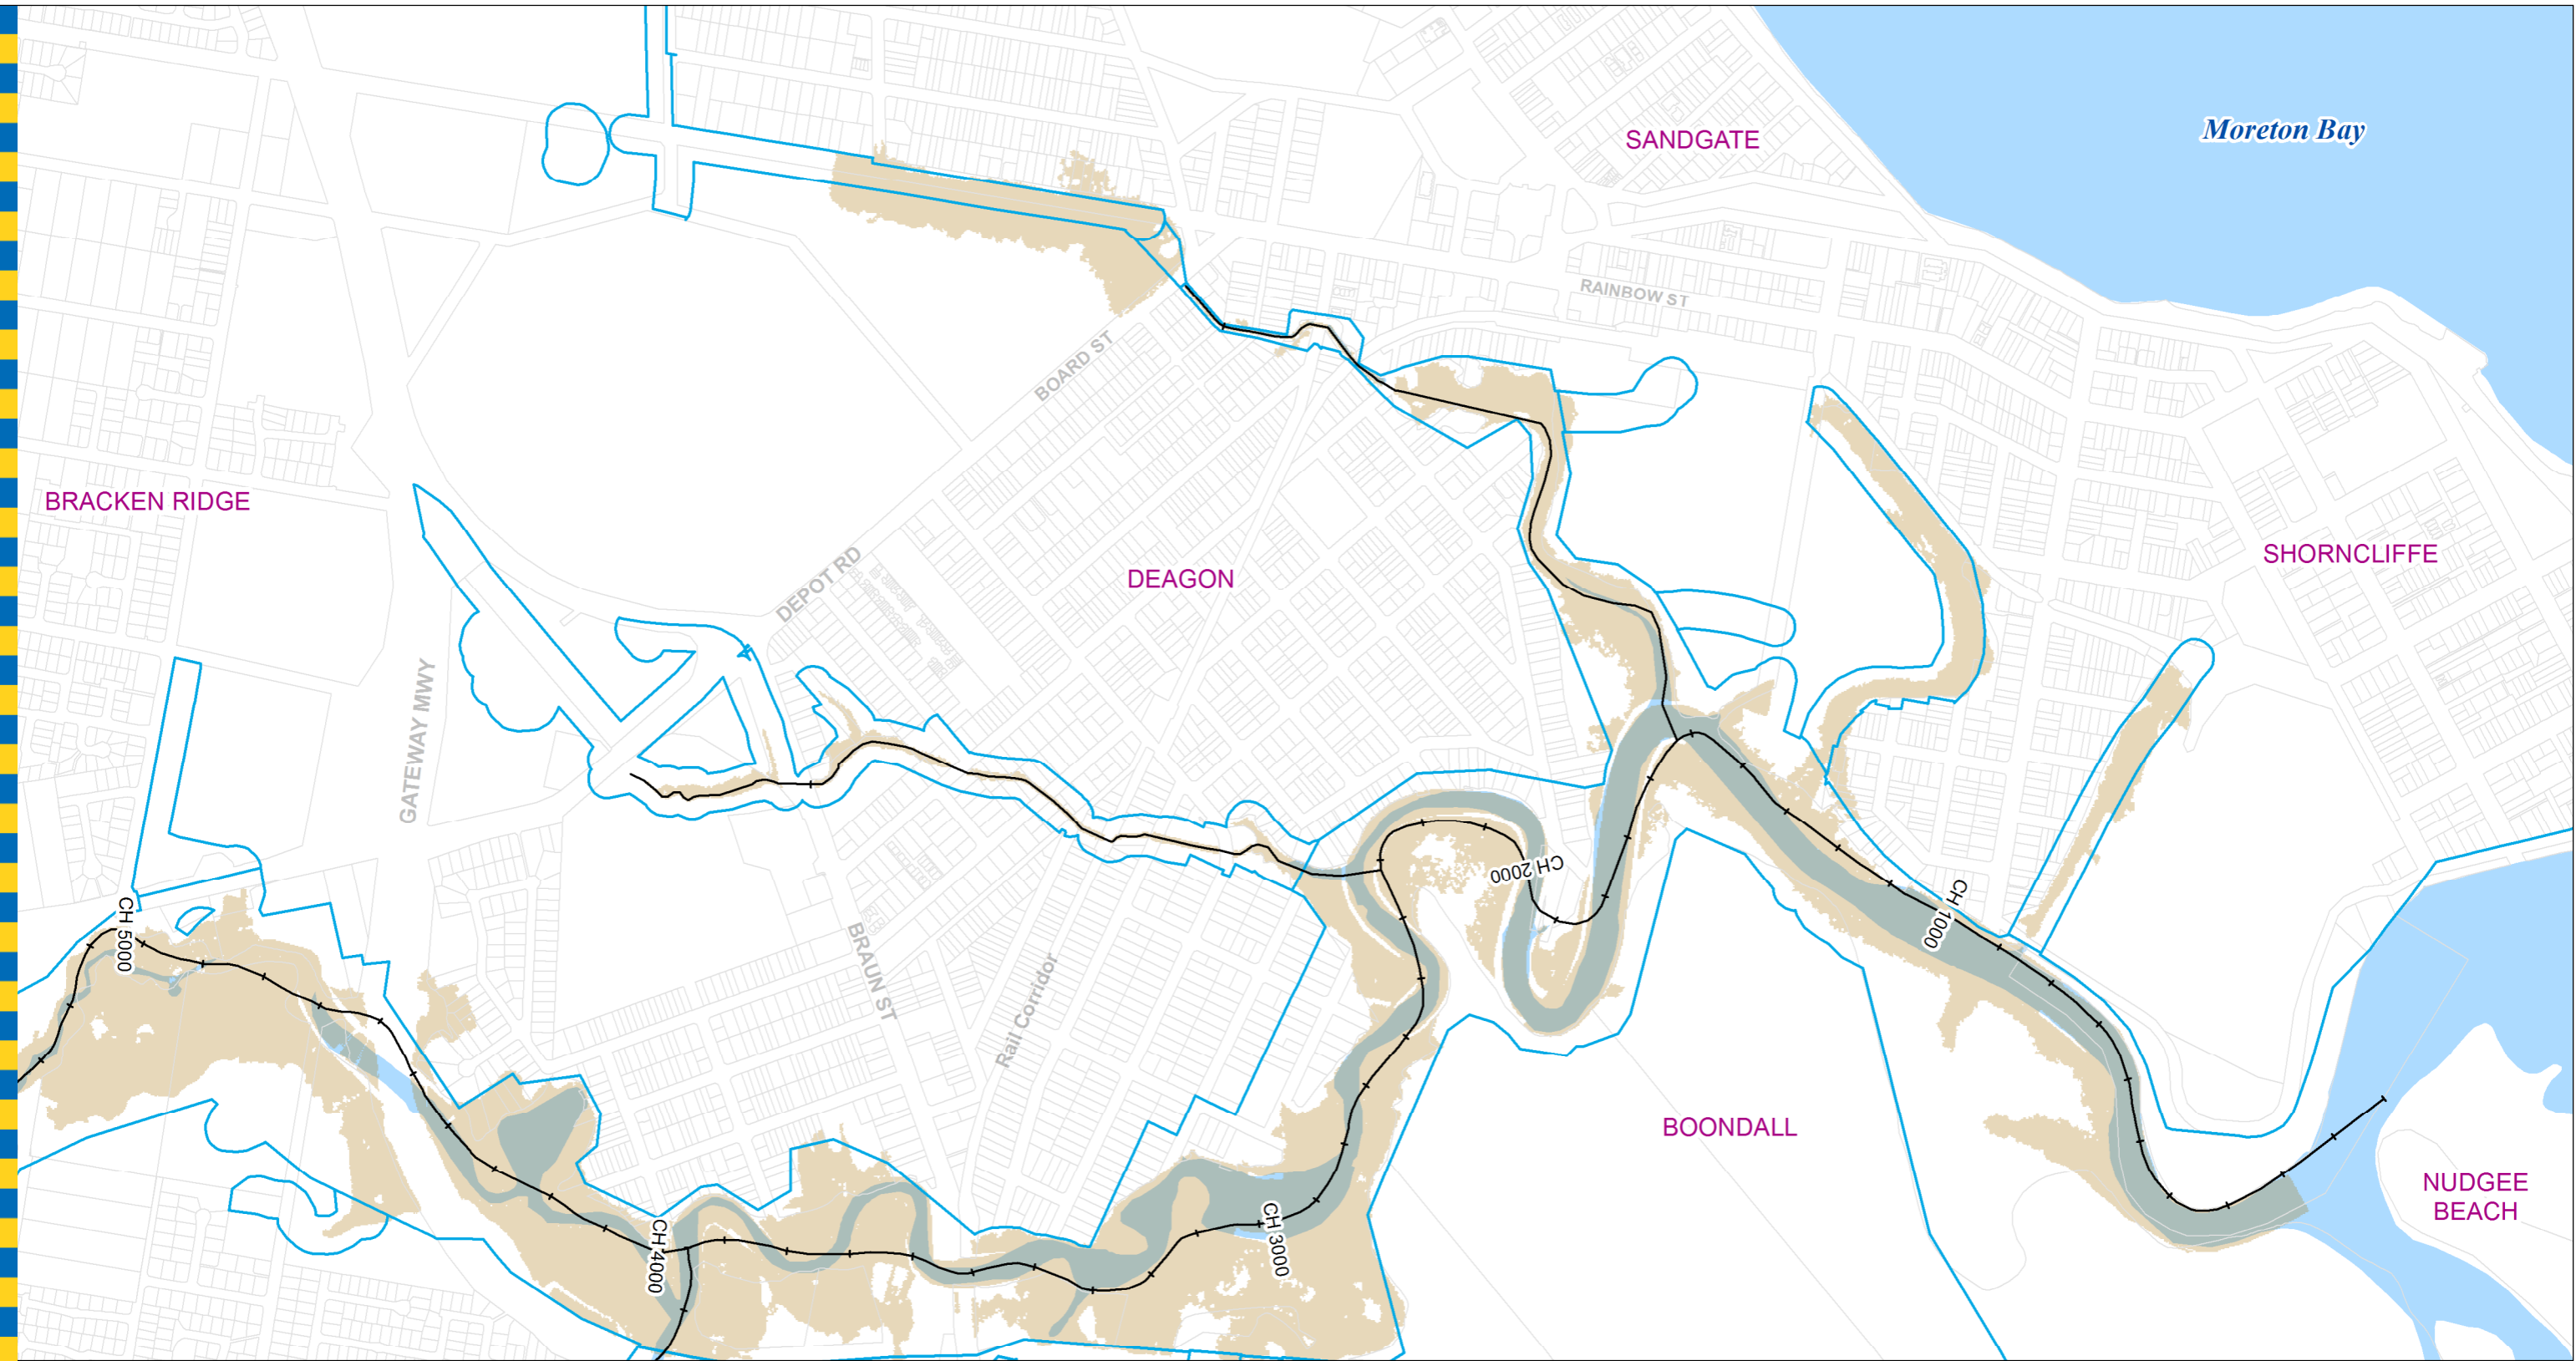 Moreton Bay
SANDGATE
RAINBOW ST
BOARD ST
BRACKEN RIDGE
SHORNCLIFFE
DEPOT RD
DEAGON
GATEWAY MWY
CH 2000
CH 1000
CH 5000
BRAUN ST
Rail Corridor
BOONDALL
NUDGEE
BEACH
CH 4000
CH 3000